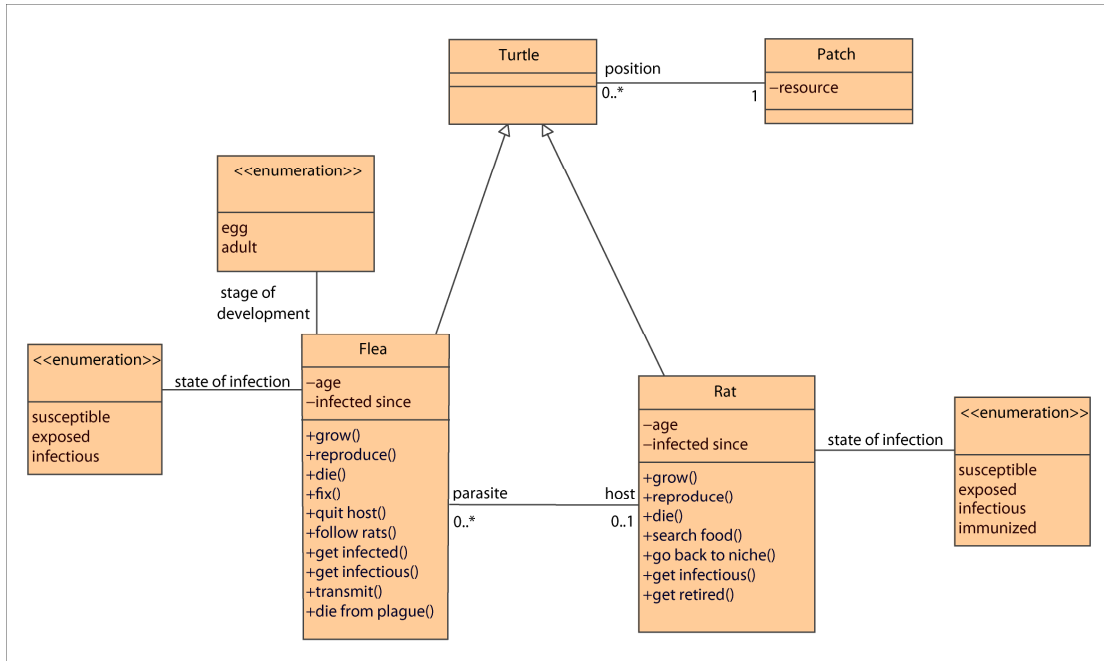 Turtle
position
0..*
1
Patch
−resource
<<enumeration>>
egg
adult
stage of
development
<<enumeration>>
susceptible
exposed
infectious
state of infection
Flea
−age
−infected since
+grow()
+reproduce()
+die()
+fix()
+quit host()
+follow rats()
+get infected()
+get infectious()
+transmit()
+die from plague()
parasite
0..*
host
0..1
Rat
−age
−infected since
+grow()
+reproduce()
+die()
+search food()
+go back to niche()
+get infectious()
+get retired()
state of infection
<<enumeration>>
susceptible
exposed
infectious
immunized